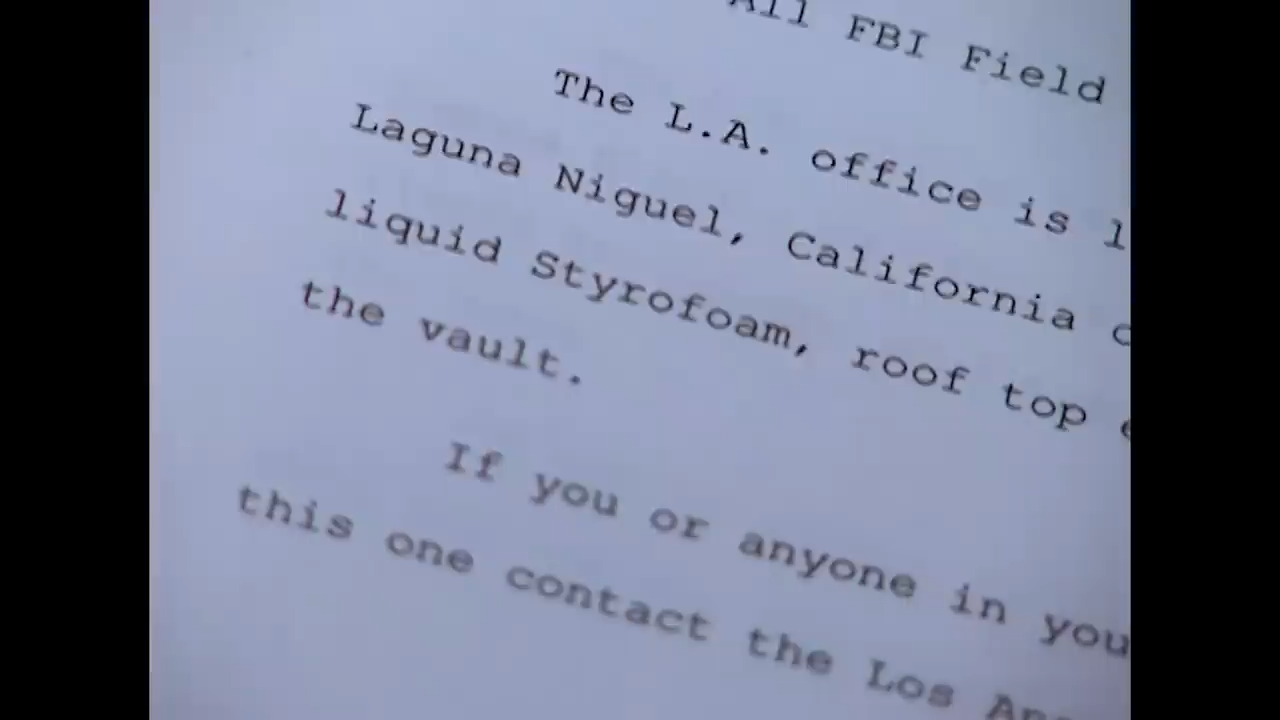 All FBI Field
The L.A. office is
Laguna Niguel, California
liquid Styrofoam, roof top
the vault.
If you or anyone in you
this one contact the Los